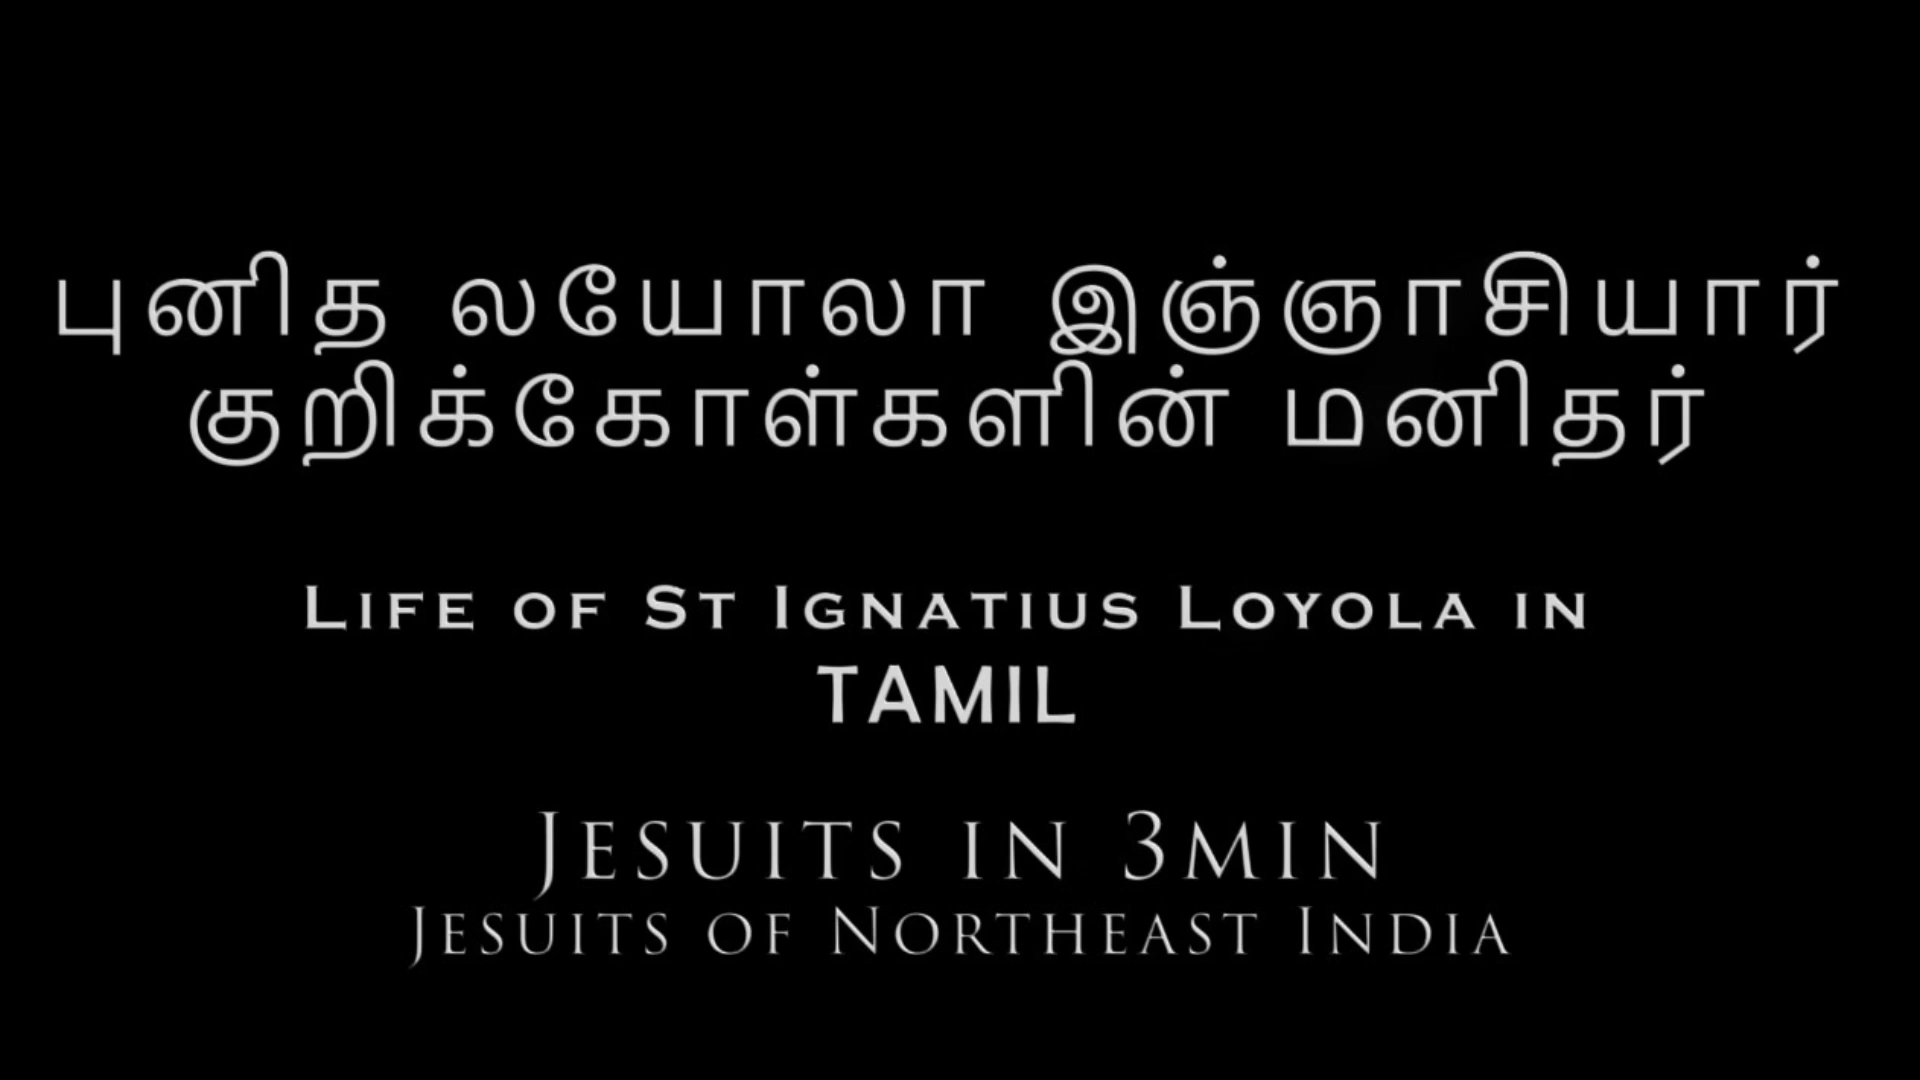 புனித லயோலா இஞ்ஞாசியார்
குறிக்கோள்களின் மனிதர்
Life of St Ignatius Loyola in
TAMIL
Jesuits in 3min
Jesuits of Northeast India